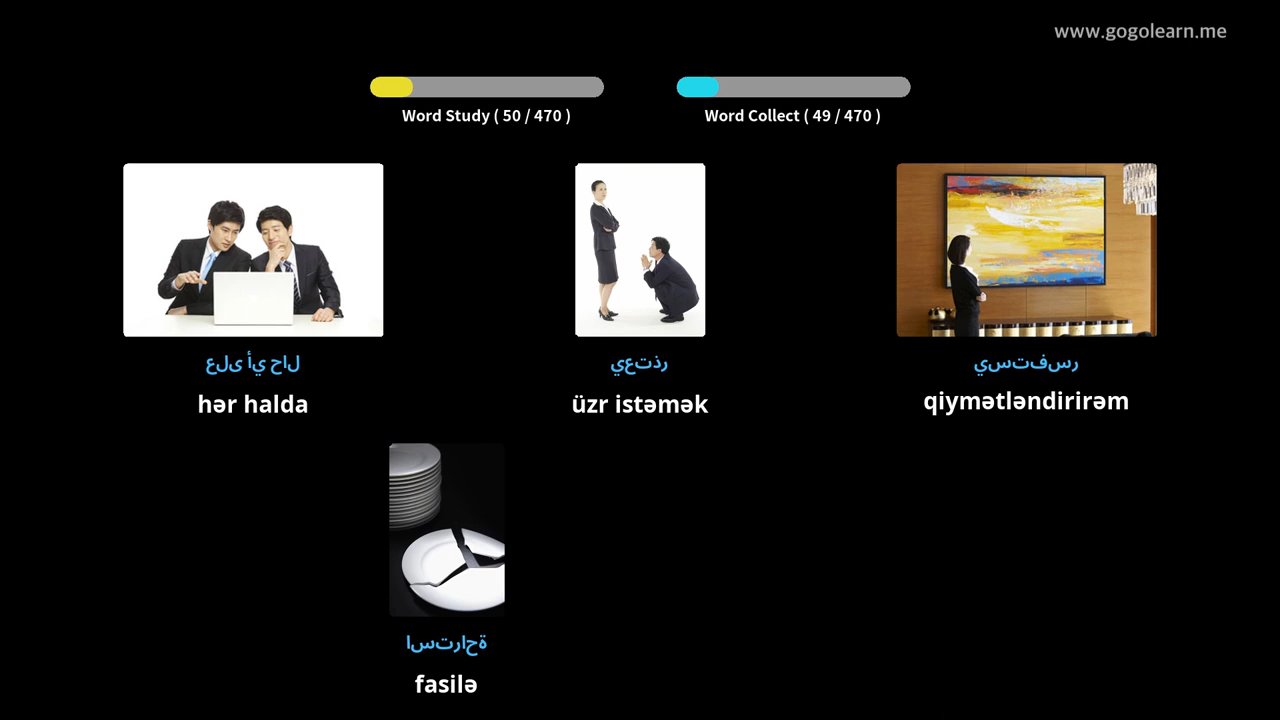 www.gogolearn.me
Word Study ( 50 / 470 )
Word Collect ( 49 / 470 )
على أي حال
hər halda
يعتذر
üzr istəmək
يستفسر
qiymətləndirirəm
استراحة
fasilə